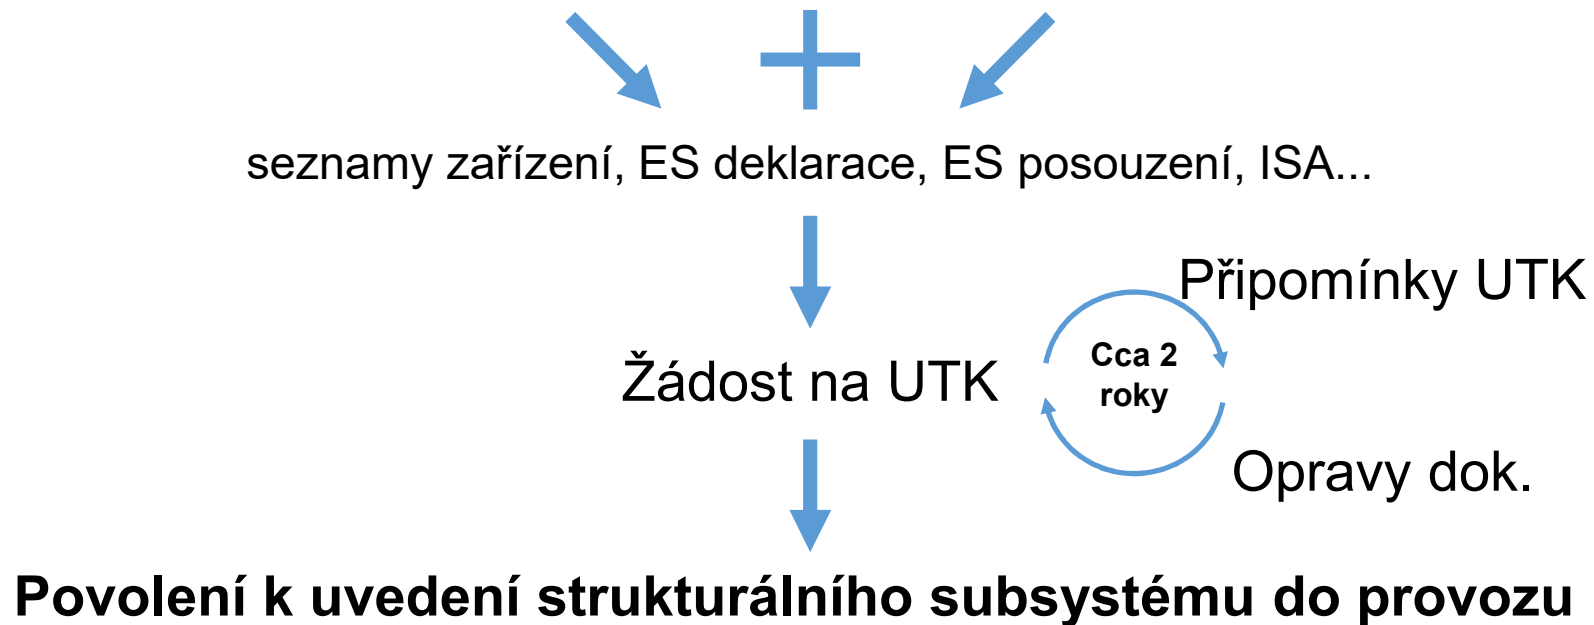 seznamy zařízení, ES deklarace, ES posouzení, ISA...
Připomínky UTK
Cca 2
roky
Žádost na UTK
Opravy dok.
Povolení k uvedení strukturálního subsystému do provozu